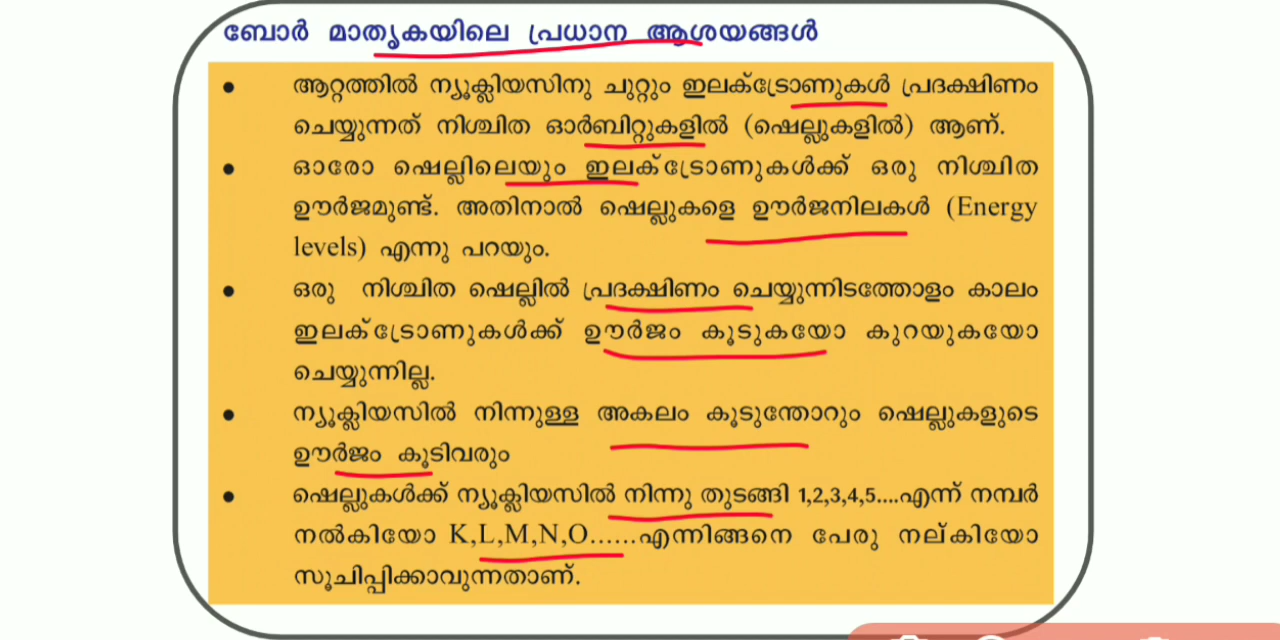 ബോർ മാതൃകയിലെ പ്രധാന ആശയങ്ങൾ
• ആറ്റത്തിൽ ന്യൂക്ലിയസിനു ചുറ്റും ഇലക്ട്രോണുകൾ പ്രദക്ഷിണം
ചെയ്യുന്നത് നിശ്ചിത ഓർബിറ്റുകളിൽ (ഷെല്ലുകളിൽ) ആണ്.
• ഓരോ ഷെല്ലിലെയും ഇലക്ട്രോണുകൾക്ക് ഒരു നിശ്ചിത
ഊർജമുണ്ട്. അതിനാൽ ഷെല്ലുകളെ ഊർജനിലകൾ (Energy
levels) എന്നു പറയും.
• ഒരു നിശ്ചിത ഷെല്ലിൽ പ്രദക്ഷിണം ചെയ്യുന്നിടത്തോളം കാലം
ഇലക്ട്രോണുകൾക്ക് ഊർജം കൂടുകയോ കുറയുകയോ
ചെയ്യുന്നില്ല.
• ന്യൂക്ലിയസിൽ നിന്നുള്ള അകലം കൂടുന്തോറും ഷെല്ലുകളുടെ
ഊർജം കൂടിവരും
• ഷെല്ലുകൾക്ക് ന്യൂക്ലിയസിൽ നിന്നു തുടങ്ങി 1,2,3,4,5....എന്ന് നമ്പർ
നൽകിയോ K,L,M,N,O......എന്നിങ്ങനെ പേരു നല്കിയോ
സൂചിപ്പിക്കാവുന്നതാണ്.